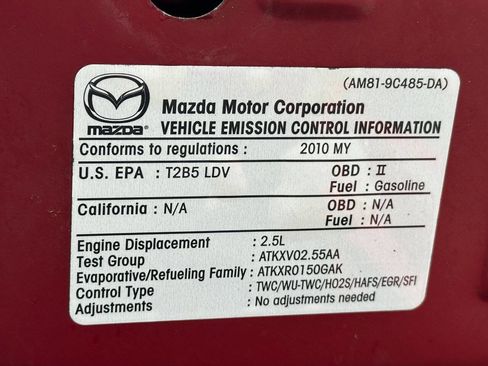 (AM81-9C485-DA)
mazda
Mazda Motor Corporation
VEHICLE EMISSION CONTROL INFORMATION
Conforms to regulations : 2010 MY
U.S. EPA : T2B5 LDV OBD : II
Fuel : Gasoline
California : N/A OBD : N/A
Fuel : N/A
Engine Displacement : 2.5L
Test Group : ATKXV02.55AA
Evaporative/Refueling Family : ATKXR0150GAK
Control Type : TWC/WU-TWC/HO2S/HAFS/EGR/SFI
Adjustments : No adjustments needed